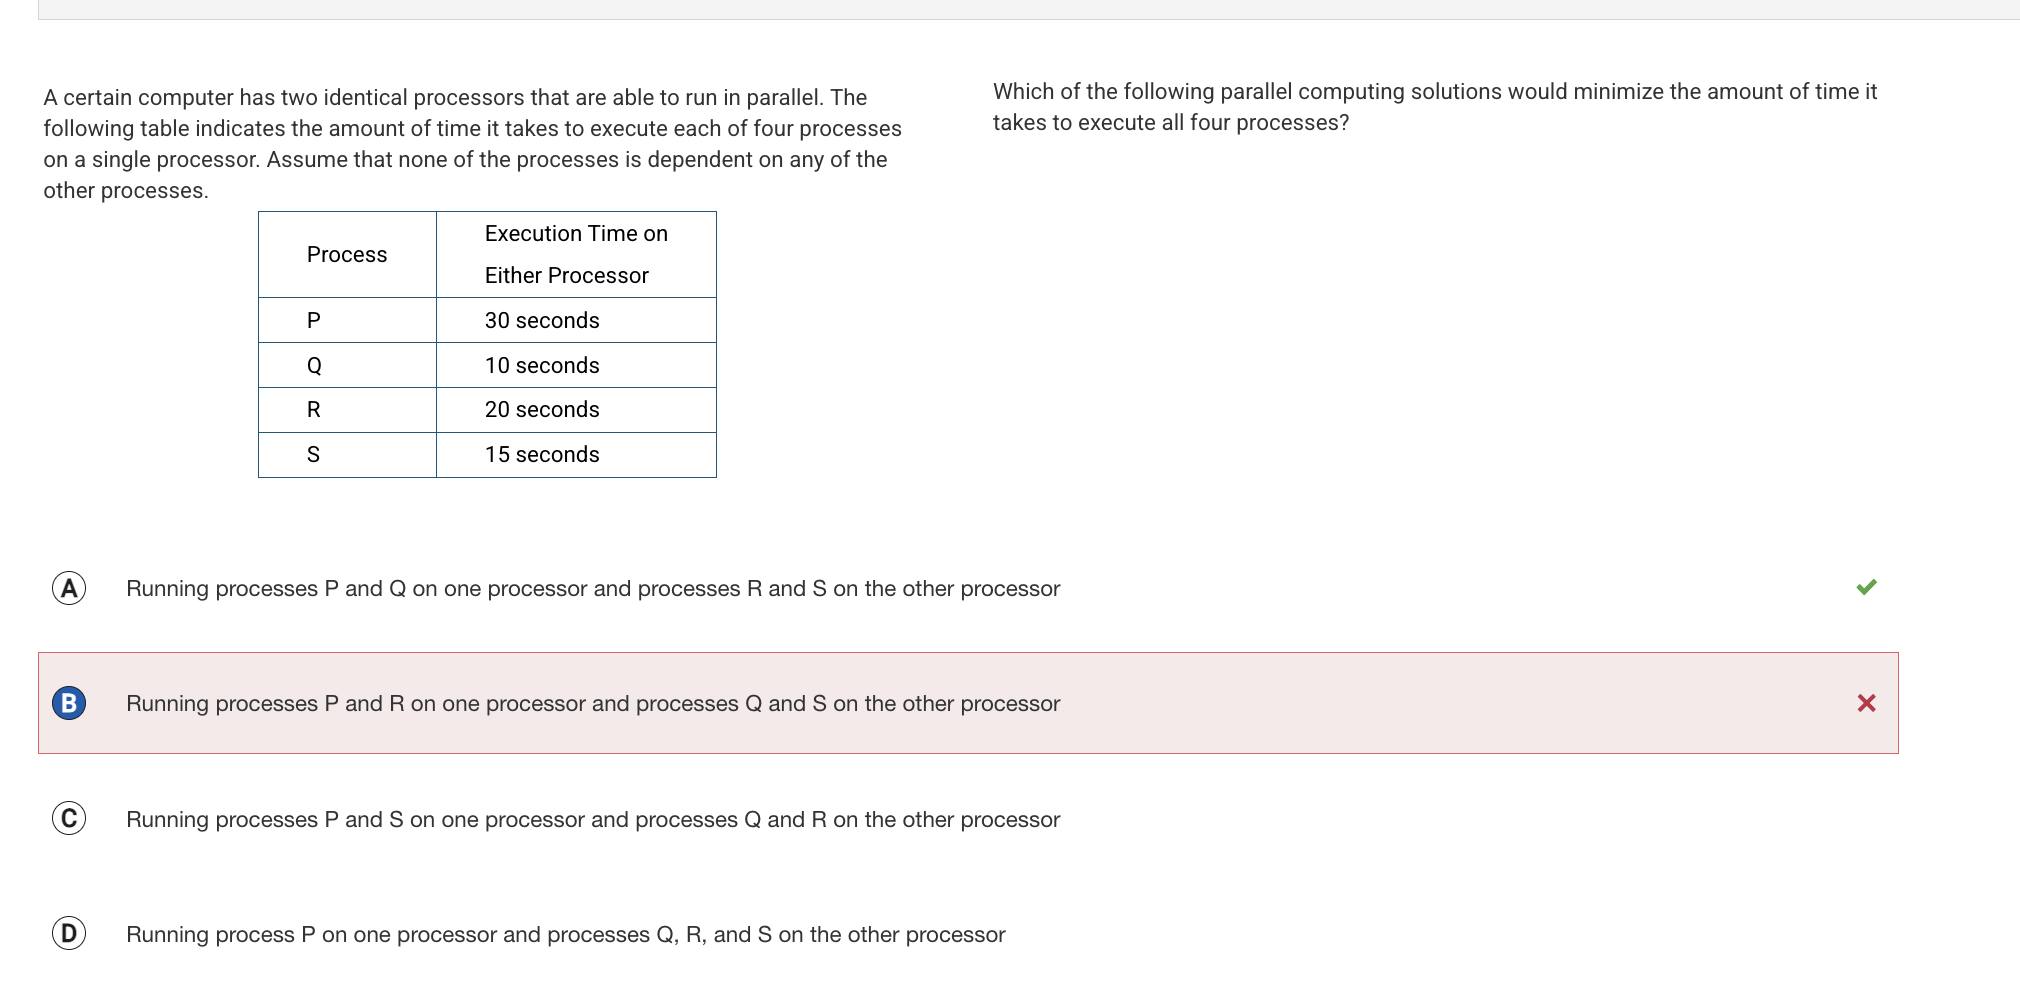 A certain computer has two identical processors that are able to run in parallel. The
following table indicates the amount of time it takes to execute each of four processes
on a single processor. Assume that none of the processes is dependent on any of the
other processes.
Process
Execution Time on
Either Processor
P
30 seconds
Q
10 seconds
R
20 seconds
S
15 seconds
Which of the following parallel computing solutions would minimize the amount of time it
takes to execute all four processes?
A Running processes P and Q on one processor and processes R and S on the other processor
B Running processes P and R on one processor and processes Q and S on the other processor
C Running processes P and S on one processor and processes Q and R on the other processor
D Running process P on one processor and processes Q, R, and S on the other processor